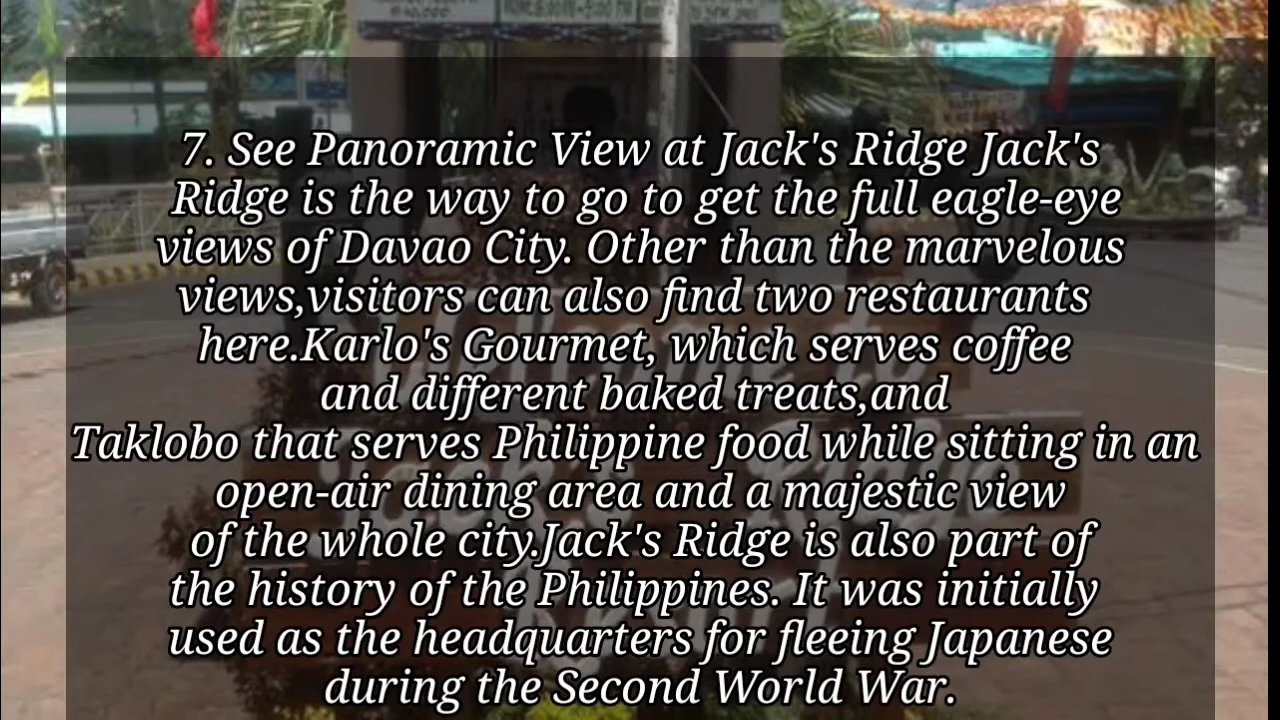 7. See Panoramic View at Jack's Ridge Jack's
Ridge is the way to go to get the full eagle-eye
views of Davao City. Other than the marvelous
views,visitors can also find two restaurants
here.Karlo's Gourmet, which serves coffee
and different baked treats,and
Taklobo that serves Philippine food while sitting in an
open-air dining area and a majestic view
of the whole city.Jack's Ridge is also part of
the history of the Philippines. It was initially
used as the headquarters for fleeing Japanese
during the Second World War.
Welcome to
Jack's Ridge